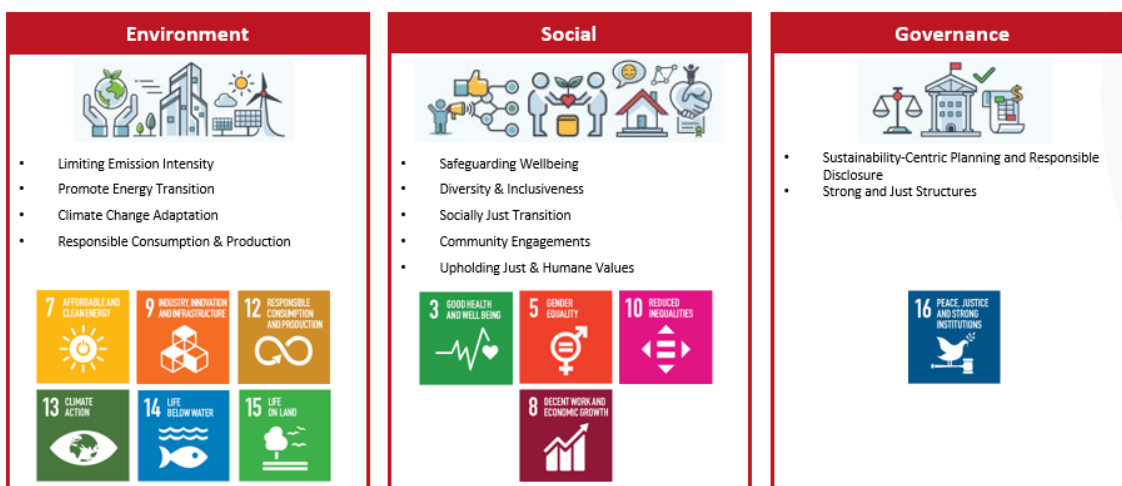 Environment
• Limiting Emission Intensity
• Promote Energy Transition
• Climate Change Adaptation
• Responsible Consumption & Production
7 AFFORDABLE AND
CLEAN ENERGY
9 INDUSTRY, INNOVATION
AND INFRASTRUCTURE
12 RESPONSIBLE
CONSUMPTION
AND PRODUCTION
13 CLIMATE
ACTION
14 LIFE
BELOW WATER
15 LIFE
ON LAND
Social
• Safeguarding Wellbeing
• Diversity & Inclusiveness
• Socially Just Transition
• Community Engagements
• Upholding Just & Humane Values
3 GOOD HEALTH
AND WELL BEING
5 GENDER
EQUALITY
10 REDUCED
INEQUALITIES
8 DECENT WORK AND
ECONOMIC GROWTH
Governance
• Sustainability-Centric Planning and Responsible
Disclosure
• Strong and Just Structures
16 PEACE, JUSTICE
AND STRONG
INSTITUTIONS